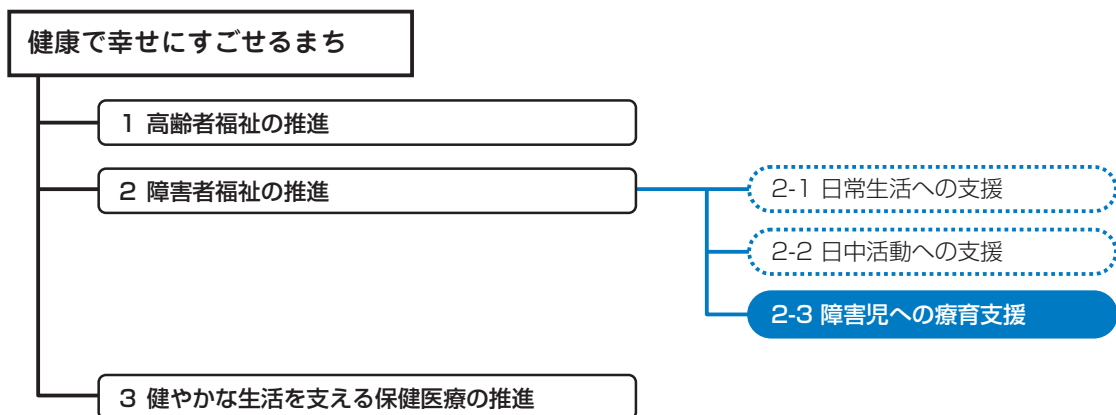 健康で幸せにすごせるまち
1 高齢者福祉の推進
2 障害者福祉の推進
2-1 日常生活への支援
2-2 日中活動への支援
2-3 障害児への療育支援
3 健やかな生活を支える保健医療の推進